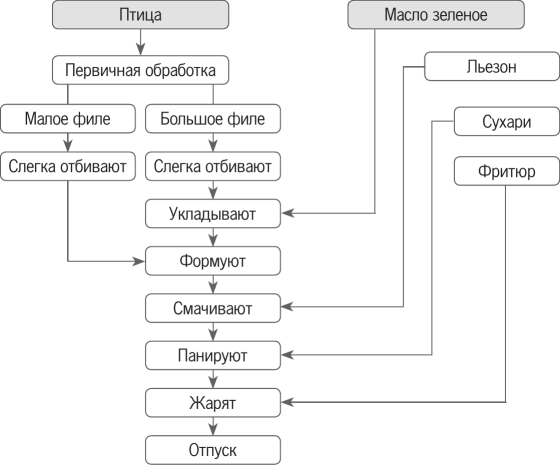 Птица
Масло зеленое
Первичная обработка
Льезон
Малое филе
Большое филе
Сухари
Слегка отбивают
Слегка отбивают
Фритюр
Укладывают
Формуют
Смачивают
Панируют
Жарят
Отпуск